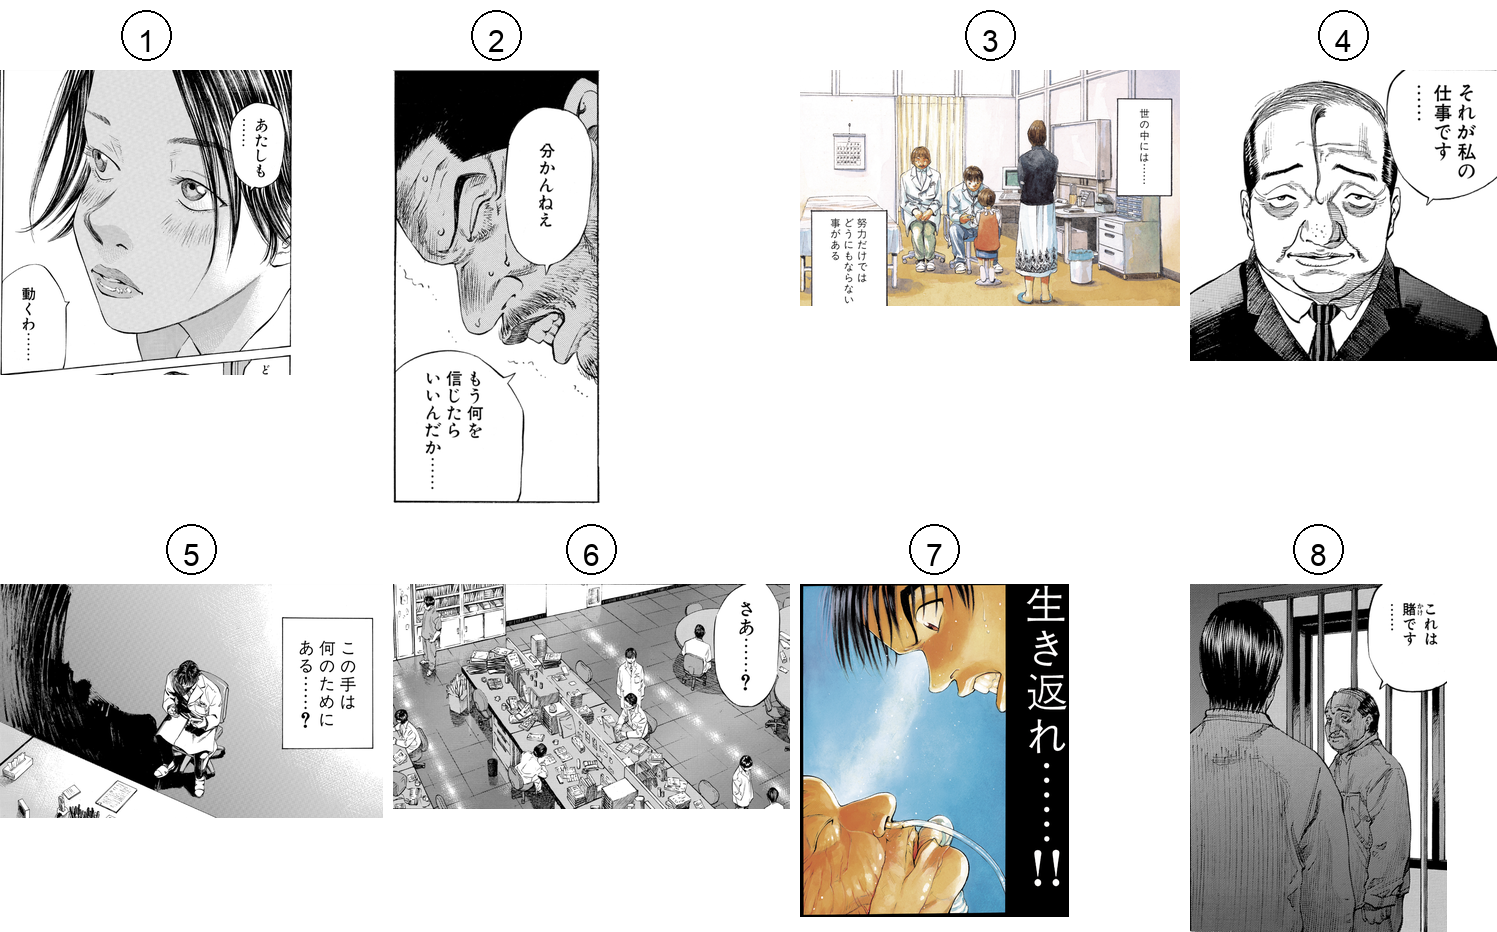 1
あたしも
……
動くわ……
ど
2
分かんねえ
もう何を
信じたら
いいんだか……
3
世の中には……
努力だけでは
どうにもならない
事がある
4
それが私の
仕事です
……
5
この手は
何のために
ある……?
6
さあ……?
7
生き返れ……!!
8
これは
賭です
かけ
……